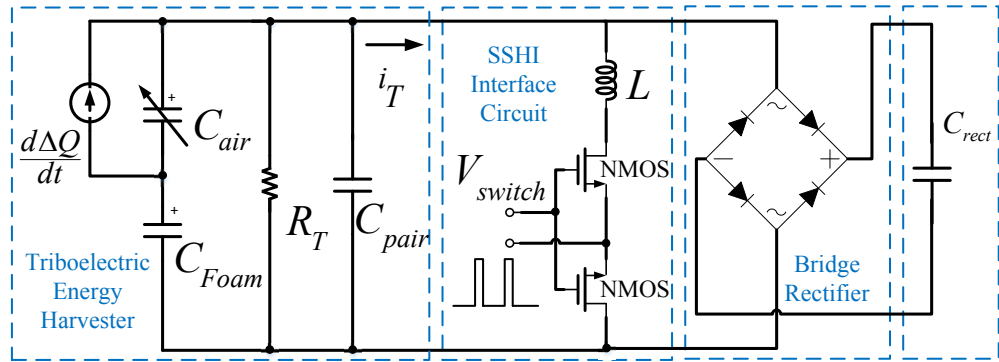 dΔQ
dt
+
C_air
+
C_Foam
Triboelectric
Energy
Harvester
R_T
C_pair
i_T
SSHI
Interface
Circuit
L
V_switch
NMOS
NMOS
~
−
+
~
Bridge
Rectifier
C_rect